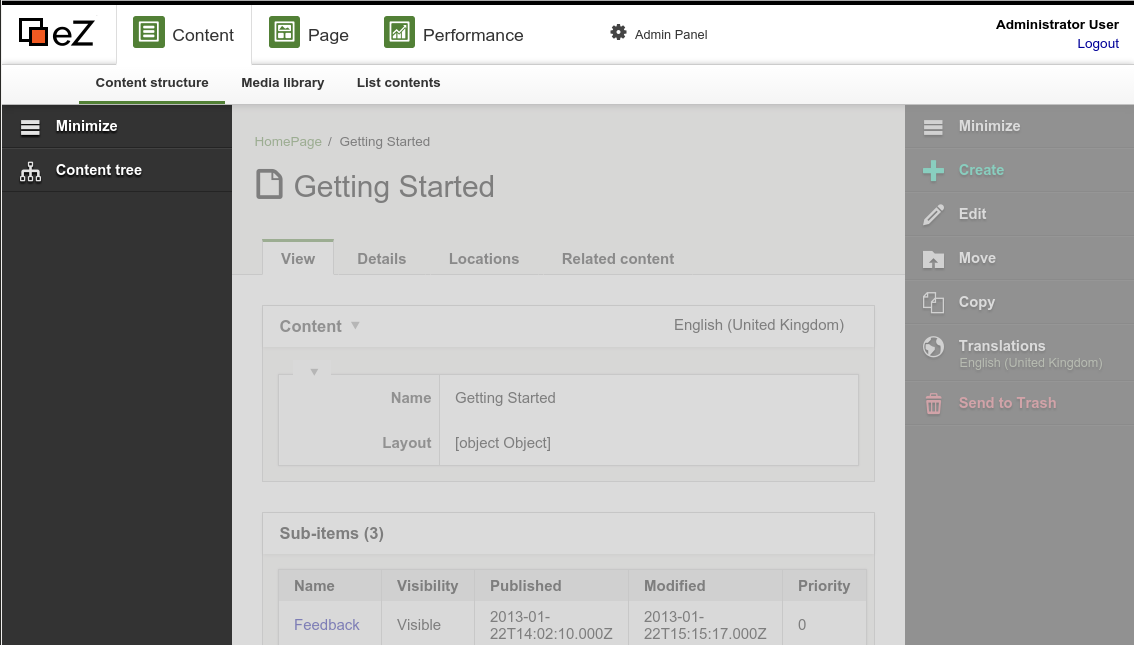 eZ
Content
Page
Performance
Admin Panel
Administrator User
Logout
Content structure
Media library
List contents
Minimize
Content tree
HomePage / Getting Started
Getting Started
View
Details
Locations
Related content
Content
English (United Kingdom)
Name
Getting Started
Layout
[object Object]
Sub-items (3)
Name
Visibility
Published
Modified
Priority
Feedback
Visible
2013-01-
22T14:02:10.000Z
2013-01-
22T15:15:17.000Z
0
Minimize
Create
Edit
Move
Copy
Translations
English (United Kingdom)
Send to Trash